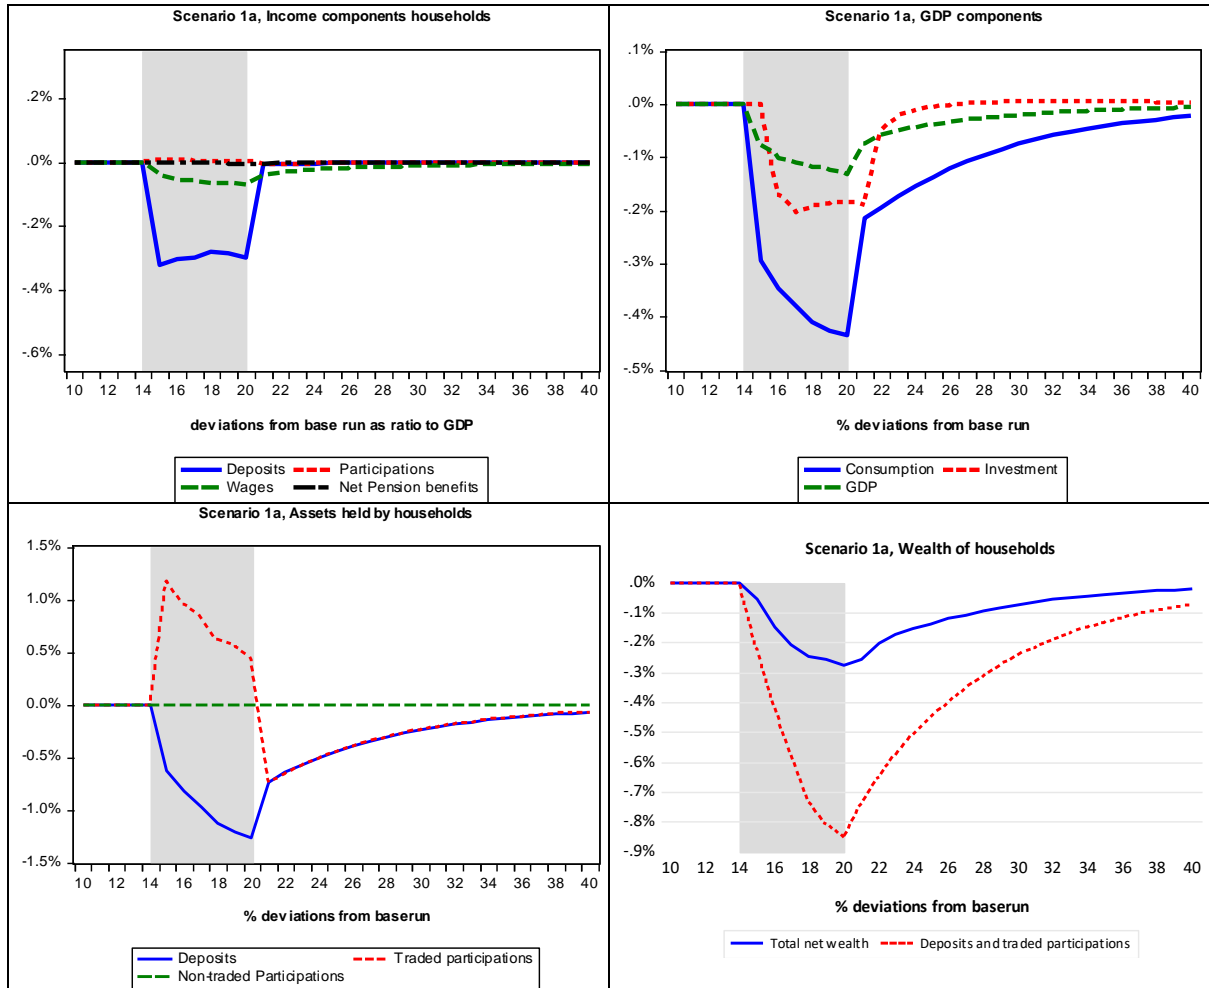 Scenario 1a, Income components households
.2%
.0%
-.2%
-.4%
-.6%
10 12 14 16 18 20 22 24 26 28 30 32 34 36 38 40
deviations from base run as ratio to GDP
Deposits Participations
Wages Net Pension benefits
Scenario 1a, GDP components
.1%
.0%
-.1%
-.2%
-.3%
-.4%
-.5%
10 12 14 16 18 20 22 24 26 28 30 32 34 36 38 40
% deviations from base run
Consumption Investment
GDP
Scenario 1a, Assets held by households
1.5%
1.0%
0.5%
0.0%
-0.5%
-1.0%
-1.5%
10 12 14 16 18 20 22 24 26 28 30 32 34 36 38 40
% deviations from baserun
Deposits Traded participations
Non-traded Participations
Scenario 1a, Wealth of households
.0%
-.1%
-.2%
-.3%
-.4%
-.5%
-.6%
-.7%
-.8%
-.9%
10 12 14 16 18 20 22 24 26 28 30 32 34 36 38 40
% deviations from baserun
Total net wealth Deposits and traded participations